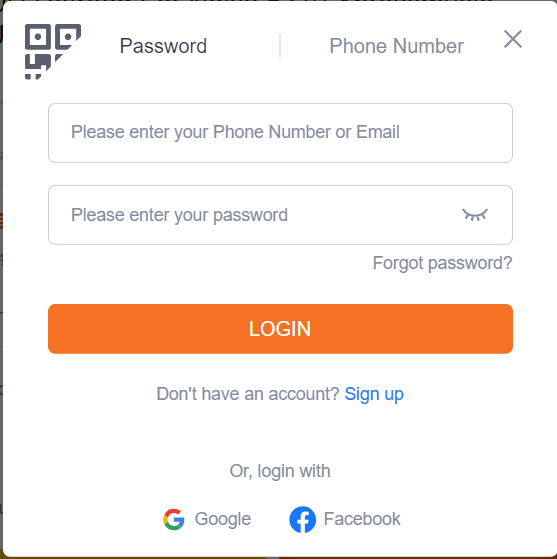 Password
Phone Number
Please enter your Phone Number or Email
Please enter your password
Forgot password?
LOGIN
Don't have an account? Sign up
Or, login with
Google
Facebook